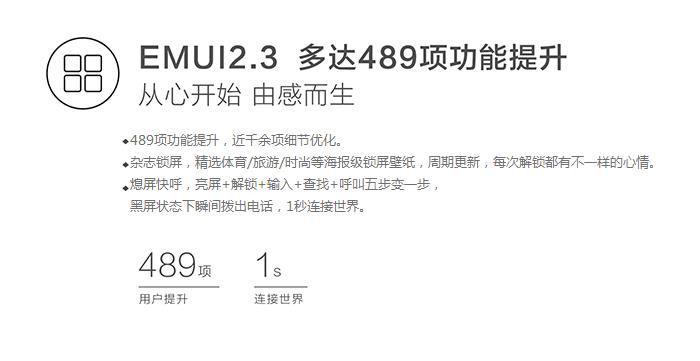 EMUI2.3 多达489项功能提升
从心开始 由感而生
◆489项功能提升，近千余项细节优化。
◆杂志锁屏，精选体育/旅游/时尚等海报级锁屏壁纸，周期更新，每次解锁都有不一样的心情。
◆熄屏快呼，亮屏+解锁+输入+查找+呼叫五步变一步，
黑屏状态下瞬间拨出电话，1秒连接世界。
489项 1s
用户提升 连接世界